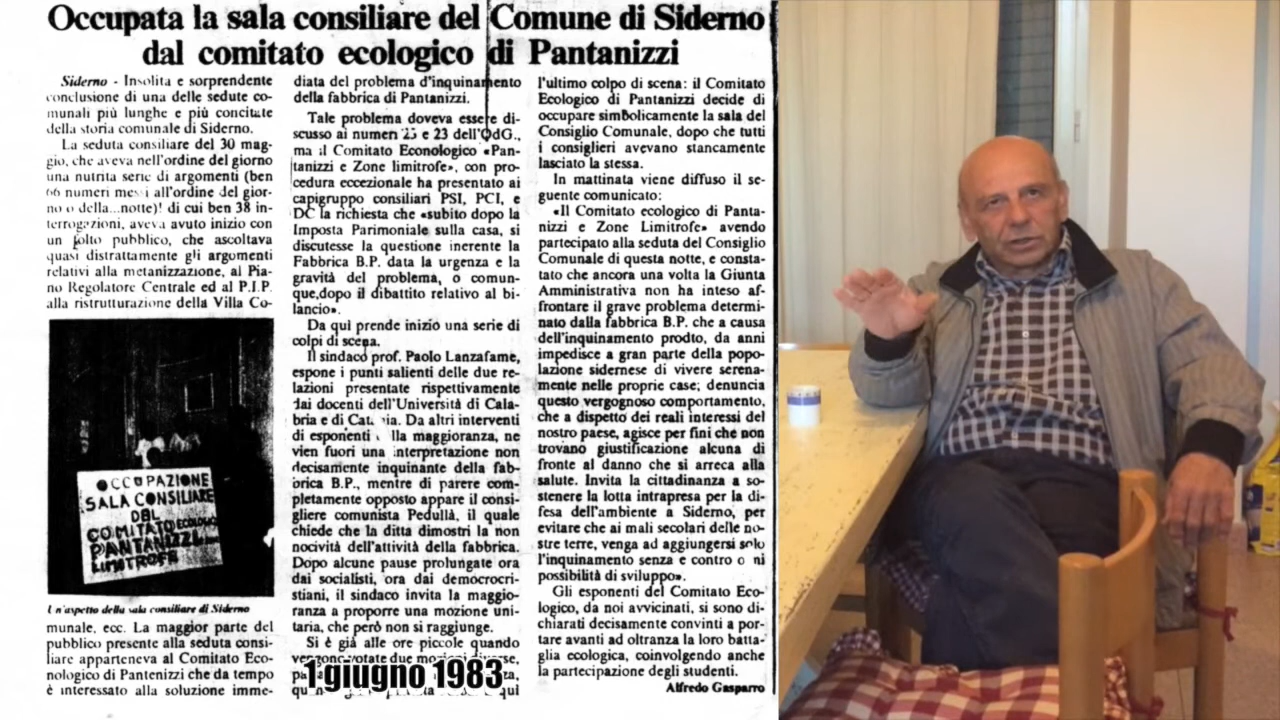 Occupata la sala consiliare del Comune di Siderno
dal comitato ecologico di Pantanizzi
Siderno - Insolita e sorprendente
conclusione di una delle sedute co-
munali più lunghe e più concitate
della storia comunale di Siderno.
La seduta consiliare del 30 mag-
gio, che aveva nell'ordine del giorno
una nutrita serie di argomenti (ben
66 numeri messi all'ordine del gior-
no o della...notte)! di cui ben 38 in-
terrogazioni, aveva avuto inizio con
un folto pubblico, che ascoltava
quasi distrattamente gli argomenti
relativi alla metanizzazione, al Pia-
no Regolatore Centrale ed al P.I.P.
alla ristrutturazione della Villa Co-
OCCUPAZIONE
SALA CONSILIARE
DEL
COMITATO ECOLOGICO
PANTANIZZI
LIMITROFE
Un'aspetto della sala consiliare di Siderno
munale, ecc. La maggior parte del
pubblico presente alla seduta consi-
liare apparteneva al Comitato Eco-
nologico di Pantenizzi che da tempo
è interessato alla soluzione imme-
diata del problema d'inquinamento
della fabbrica di Pantanizzi.
Tale problema doveva essere di-
scusso ai numeri 23 e 23 dell'OdG.,
ma il Comitato Econologico «Pan-
tanizzi e Zone limitrofe», con pro-
cedura eccezionale ha presentato ai
capigruppo consiliari PSI, PCI, e
DC la richiesta che «subito dopo la
Imposta Parimoniale sulla casa, si
discutesse la questione inerente la
Fabbrica B.P. data la urgenza e la
gravità del problema, o comun-
que,dopo il dibattito relativo al bi-
lancio».
Da qui prende inizio una serie di
colpi di scena.
Il sindaco prof. Paolo Lanzafame,
espone i punti salienti delle due re-
lazioni presentate rispettivamente
dai docenti dell'Università di Cala-
bria e di Catania. Da altri interventi
di esponenti della maggioranza, ne
vien fuori una interpretazione non
decisamente inquinante della fab-
brica B.P., mentre di parere com-
pletamente opposto appare il consi-
gliere comunista Pedullà, il quale
chiede che la ditta dimostri la non
nocività dell'attività della fabbrica.
Dopo alcune pause prolungate ora
dai socialisti, ora dai democrocri-
stiani, il sindaco invita la maggio-
ranza a proporre una mozione uni-
taria, che però non si raggiunge.
Si è già alle ore piccole quando
vengono votate due mozioni diverse,
1 giugno 1983
qui
l'ultimo colpo di scena: il Comitato
Ecologico di Pantanizzi decide di
occupare simbolicamente la sala del
Consiglio Comunale, dopo che tutti
i consiglieri avevano stancamente
lasciato la stessa.
In mattinata viene diffuso il se-
guente comunicato:
«Il Comitato ecologico di Panta-
nizzi e Zone Limitrofe» avendo
partecipato alla seduta del Consiglio
Comunale di questa notte, e consta-
tato che ancora una volta la Giunta
Amministrativa non ha inteso af-
frontare il grave problema determi-
nato dalla fabbrica B.P. che a causa
dell'inquinamento prodto, da anni
impedisce a gran parte della popo-
lazione sidernese di vivere serena-
mente nelle proprie case; denuncia
questo vergognoso comportamento,
che a dispetto dei reali interessi del
nostro paese, agisce per fini che non
trovano giustificazione alcuna di
fronte al danno che si arreca alla
salute. Invita la cittadinanza a so-
stenere la lotta intrapresa per la di-
fesa dell'ambiente a Siderno, per
evitare che ai mali secolari delle no-
stre terre, venga ad aggiungersi solo
l'inquinamento senza e contro ogni
possibilità di sviluppo».
Gli esponenti del Comitato Eco-
logico, da noi avvicinati, si sono di-
chiarati decisamente convinti a por-
tare avanti ad oltranza la loro batta-
glia ecologica, coinvolgendo anche
la partecipazione degli studenti.
Alfredo Gasparro